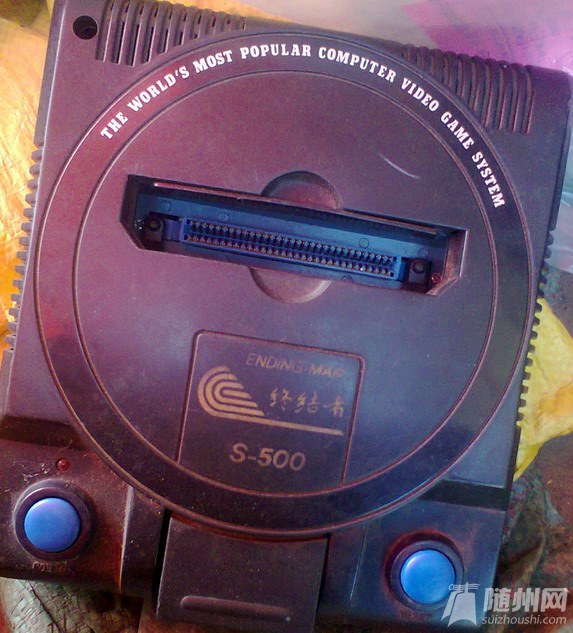 THE WORLD'S MOST POPULAR COMPUTER VIDEO GAME SYSTEM
ENDING-MAN
终结者
S-500
随州网
suizhoushi.com